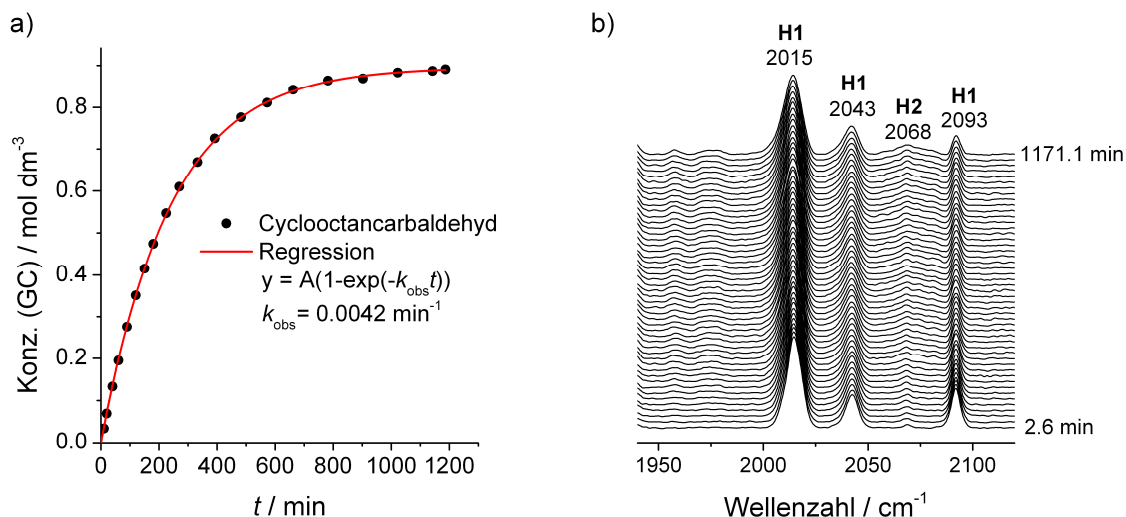 a)
Konz. (GC) / mol dm⁻³
0.8
0.6
0.4
0.2
0.0
0 200 400 600 800 1000 1200
t / min
Cyclooctancarbaldehyd
Regression
y = A(1-exp(-k_obs t))
k_obs = 0.0042 min⁻¹
b)
H1
2015
H1
2043
H2
2068
H1
2093
1171.1 min
2.6 min
1950 2000 2050 2100
Wellenzahl / cm⁻¹